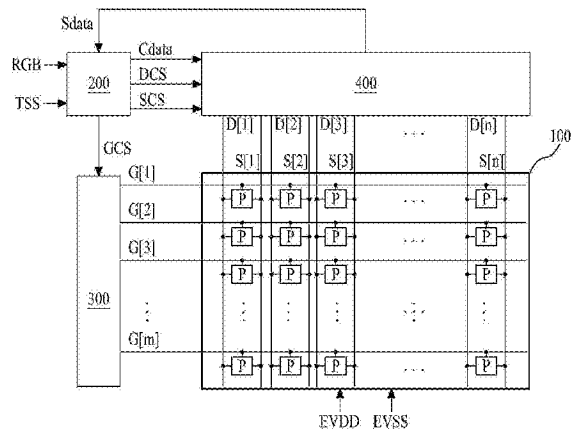 Sdata
RGB
200
Cdata
DCS
SCS
400
TSS
GCS
D[1] D[2] D[3] ... D[n]
100
S[1] S[2] S[3] S[n]
G[1]
P P P ... P
G[2]
P P P ... P
G[3]
P P P ... P
300
G[m]
P P P ... P
EVDD EVSS